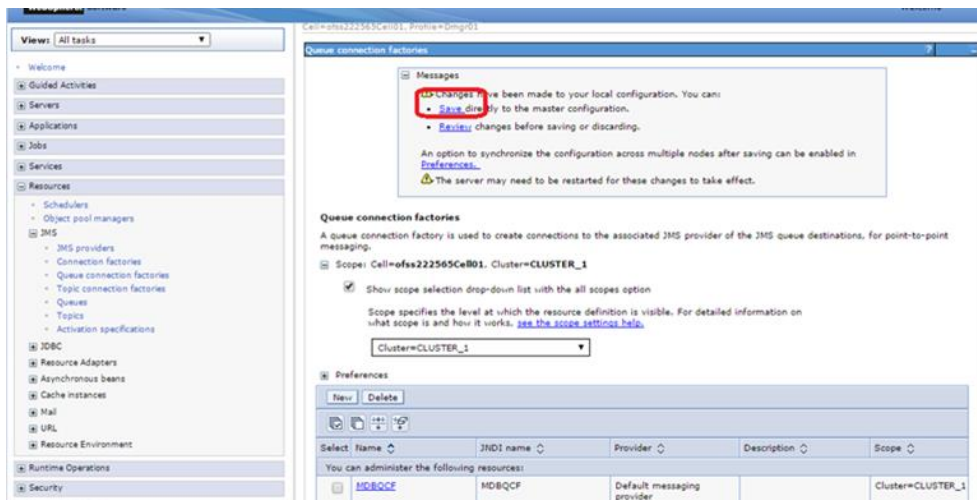 Software
Welcome
Cell=ofss222565Cell01, Profile=Dmgr01
View: All tasks
Welcome
Guided Activities
Servers
Applications
Jobs
Services
Resources
Schedulers
Object pool managers
JMS
JMS providers
Connection factories
Queue connection factories
Topic connection factories
Queues
Topics
Activation specifications
JDBC
Resource Adapters
Asynchronous beans
Cache instances
Mail
URL
Resource Environment
Runtime Operations
Security
Queue connection factories ?
Messages
Changes have been made to your local configuration. You can:
Save directly to the master configuration.
Review changes before saving or discarding.
An option to synchronize the configuration across multiple nodes after saving can be enabled in
Preferences.
The server may need to be restarted for these changes to take effect.
Queue connection factories
A queue connection factory is used to create connections to the associated JMS provider of the JMS queue destinations, for point-to-point
messaging.
Scope: Cell=ofss222565Cell01, Cluster=CLUSTER_1
Show scope selection drop-down list with the all scopes option
Scope specifies the level at which the resource definition is visible. For detailed information on
what scope is and how it works, see the scope settings help.
Cluster=CLUSTER_1
Preferences
New Delete
Select Name JNDI name Provider Description Scope
You can administer the following resources:
MDBQCF MDBQCF Default messaging Cluster=CLUSTER_1
provider